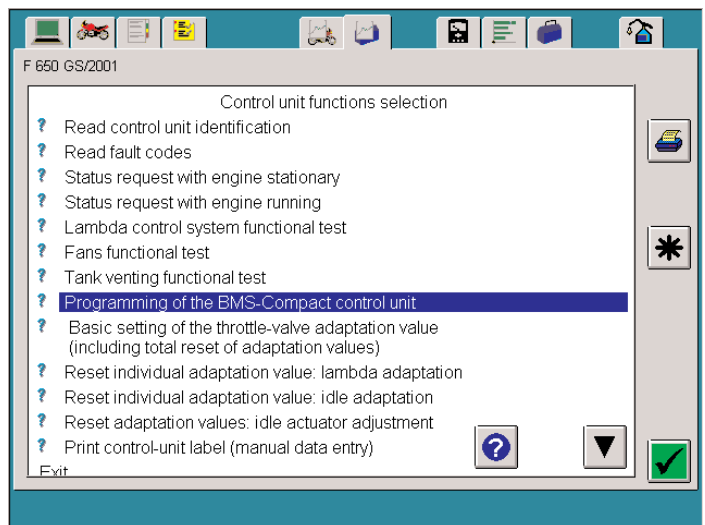 F 650 GS/2001
Control unit functions selection
? Read control unit identification
? Read fault codes
? Status request with engine stationary
? Status request with engine running
? Lambda control system functional test
? Fans functional test
? Tank venting functional test
? Programming of the BMS-Compact control unit
? Basic setting of the throttle-valve adaptation value
(including total reset of adaptation values)
? Reset individual adaptation value: lambda adaptation
? Reset individual adaptation value: idle adaptation
? Reset adaptation values: idle actuator adjustment
? Print control-unit label (manual data entry)
?
Exit